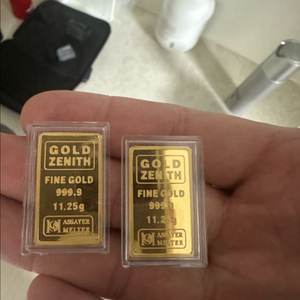 GOLD
ZENITH
FINE GOLD
999.9
11.25g
ASSAYER
MELTER
GOLD
ZENITH
FINE GOLD
999.9
11.25g
ASSAYER
MELTER